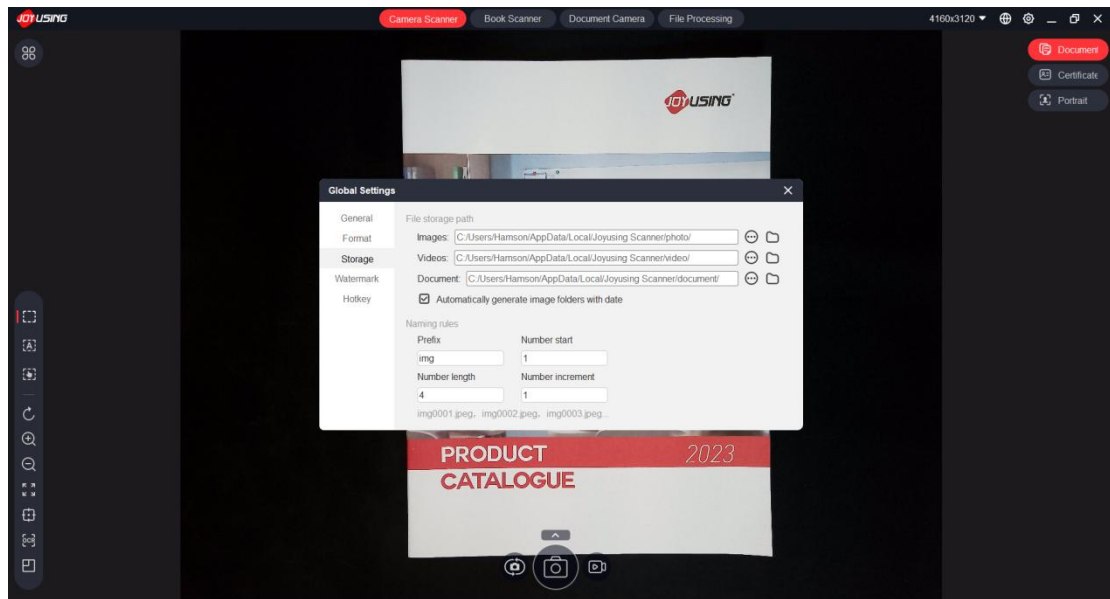 JOYUSING
Camera Scanner
Book Scanner
Document Camera
File Processing
4160x3120
Document
Certificate
Portrait
JOYUSING
Global Settings
General
Format
Storage
Watermark
Hotkey
File storage path
Images: C:/Users/Hamson/AppData/Local/Joyusing Scanner/photo/
Videos: C:/Users/Hamson/AppData/Local/Joyusing Scanner/video/
Document: C:/Users/Hamson/AppData/Local/Joyusing Scanner/document/
Automatically generate image folders with date
Naming rules
Prefix
Number start
img
1
Number length
Number increment
4
1
img0001.jpeg, img0002.jpeg, img0003.jpeg...
PRODUCT 2023
CATALOGUE
A
OCR